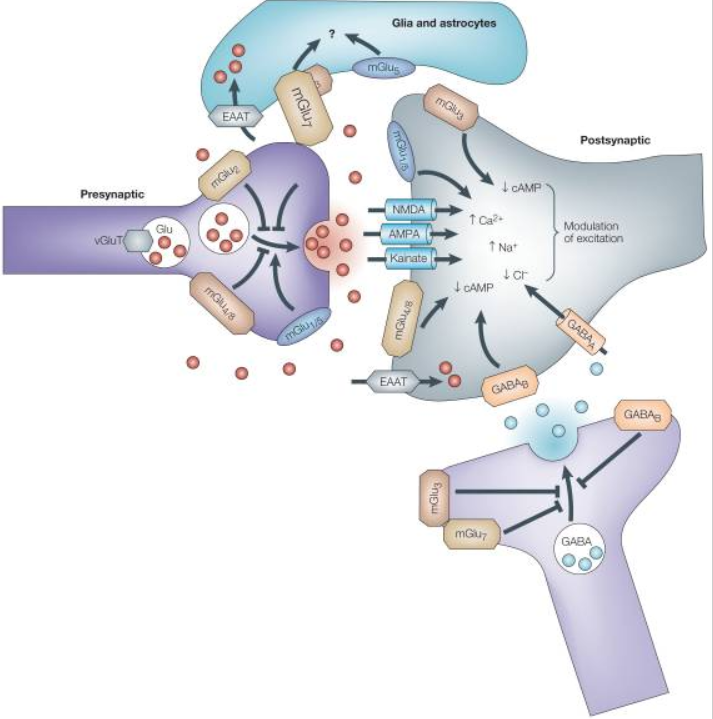 Glia and astrocytes
?
mGlu5
mGlu7
EAAT
mGlu3
mGlu1/5
Postsynaptic
mGlu2
Presynaptic
↓ cAMP
NMDA
↑ Ca2+
AMPA
Modulation
of excitation
vGluT
Glu
↑ Na+
Kainate
↓ Cl−
↓ cAMP
mGlu4/8
mGlu1/5
mGlu4/8
GABAA
EAAT
GABAB
GABAB
mGlu3
mGlu7
GABA